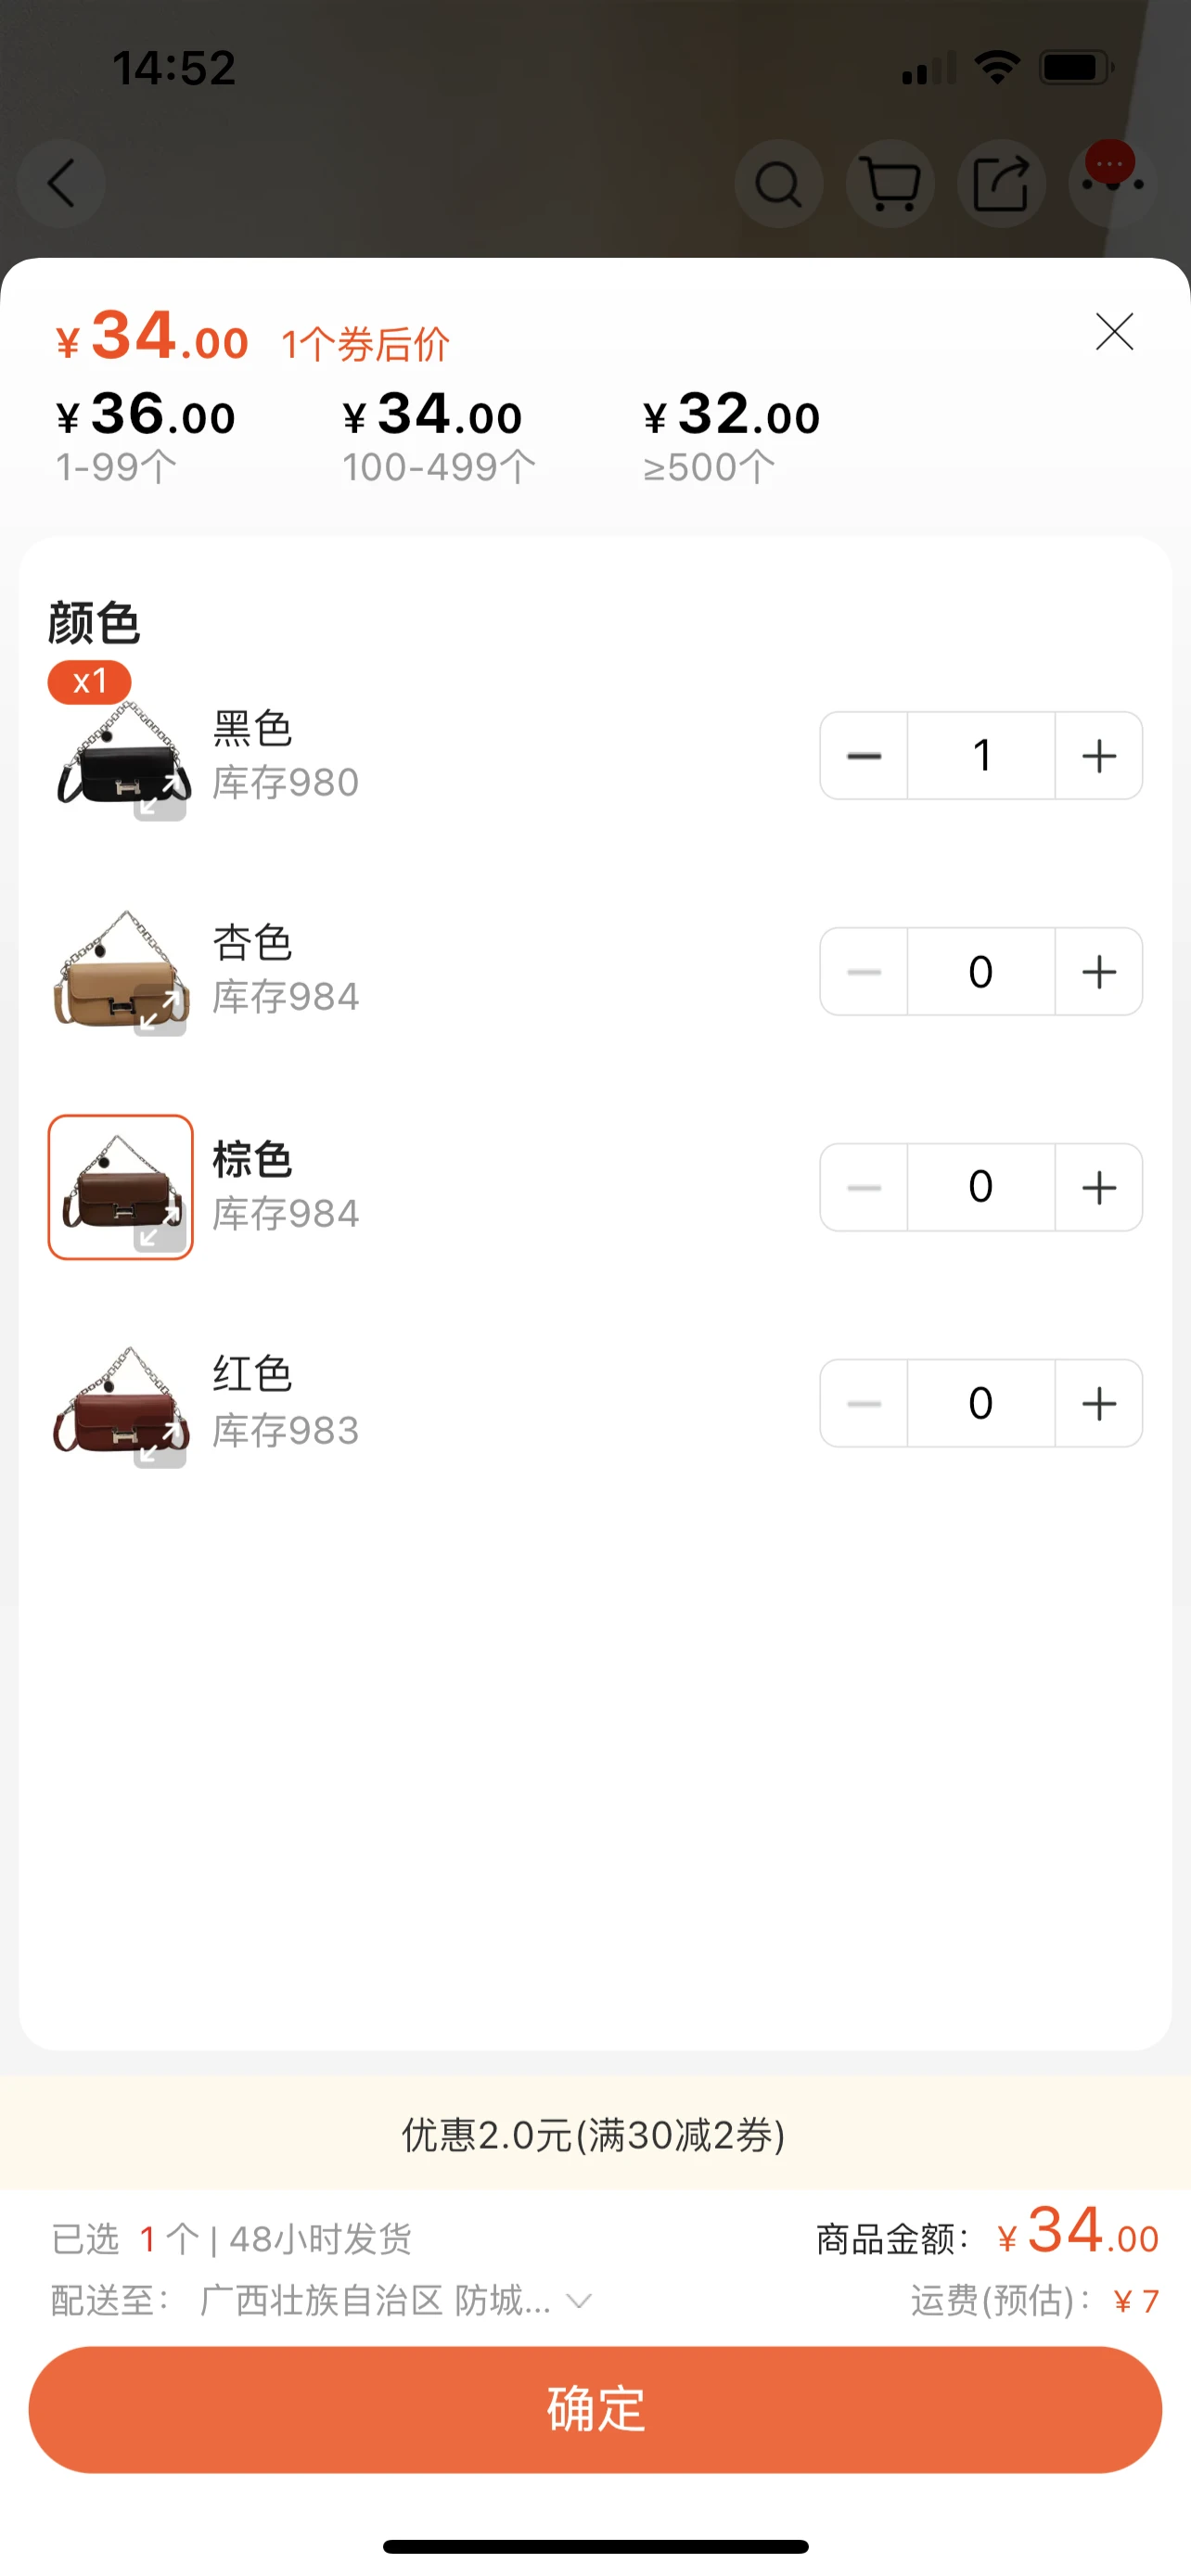 14:52
¥34.00 1个券后价
¥36.00 ¥34.00 ¥32.00
1-99个 100-499个 ≥500个
颜色
x1
黑色
库存980
1
杏色
库存984
0
棕色
库存984
0
红色
库存983
0
优惠2.0元(满30减2券)
已选 1 个 | 48小时发货 商品金额: ¥34.00
配送至: 广西壮族自治区 防城... 运费(预估): ¥7
确定